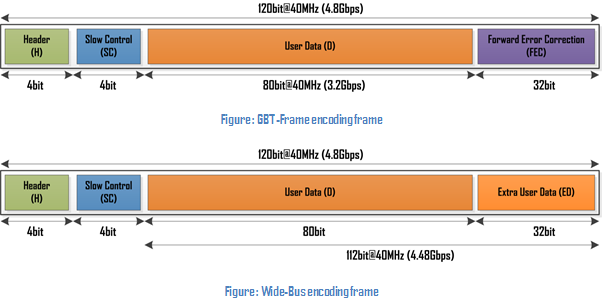 120bit@40MHz (4.8Gbps)
Header
(H)
Slow Control
(SC)
User Data (D)
Forward Error Correction
(FEC)
4bit
4bit
80bit@40MHz (3.2Gbps)
32bit
Figure: GBT-Frame encoding frame
120bit@40MHz (4.8Gbps)
Header
(H)
Slow Control
(SC)
User Data (D)
Extra User Data (ED)
4bit
4bit
80bit
32bit
112bit@40MHz (4.48Gbps)
Figure: Wide-Bus encoding frame